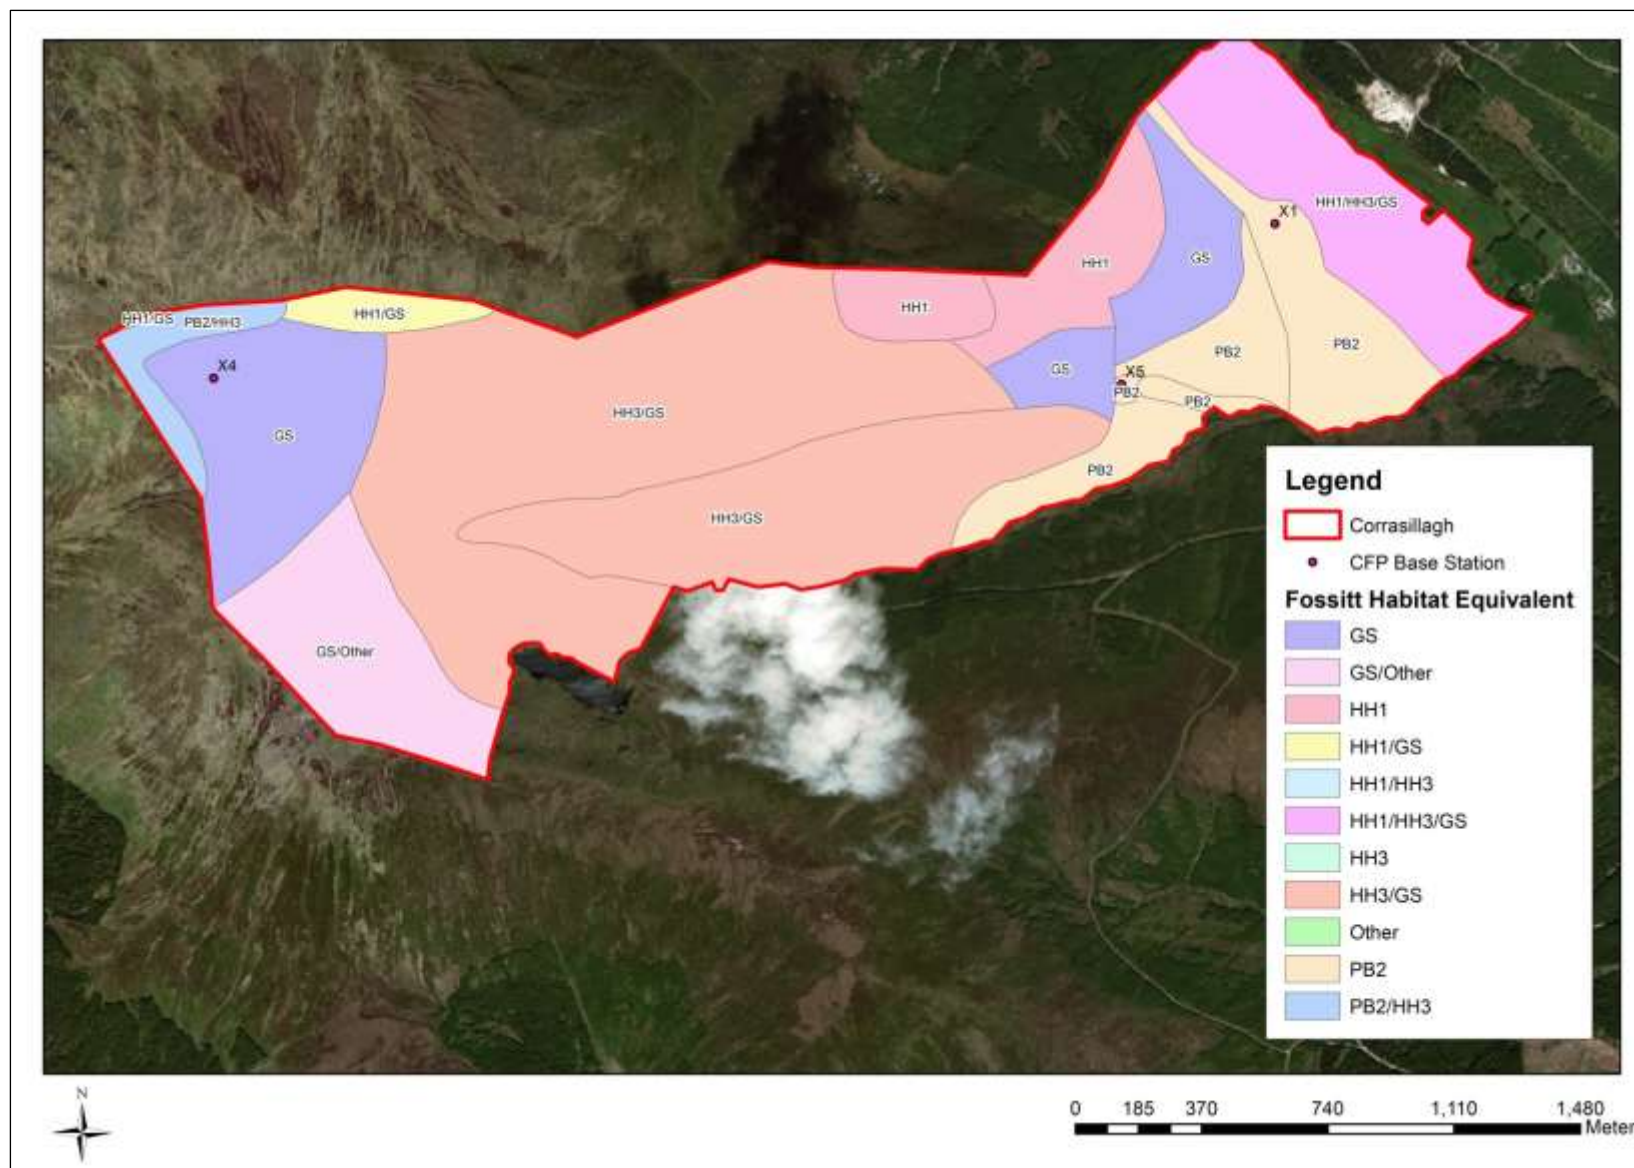 X1
HH1/HH3/GS
HH1
GS
HH1
HH1/GS
PB2/HH3
HH1/GS
PB2
PB2
X4
GS
X5
PB2
PB2
HH3/GS
GS
PB2
HH3/GS
GS/Other
Legend
Corrasillagh
CFP Base Station
Fossitt Habitat Equivalent
GS
GS/Other
HH1
HH1/GS
HH1/HH3
HH1/HH3/GS
HH3
HH3/GS
Other
PB2
PB2/HH3
N
0 185 370 740 1,110 1,480
Meter